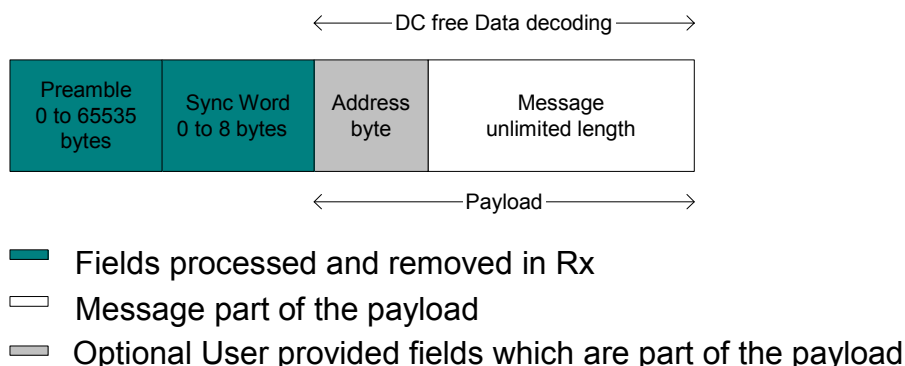 DC free Data decoding
Preamble
0 to 65535
bytes
Sync Word
0 to 8 bytes
Address
byte
Message
unlimited length
Payload
Fields processed and removed in Rx
Message part of the payload
Optional User provided fields which are part of the payload